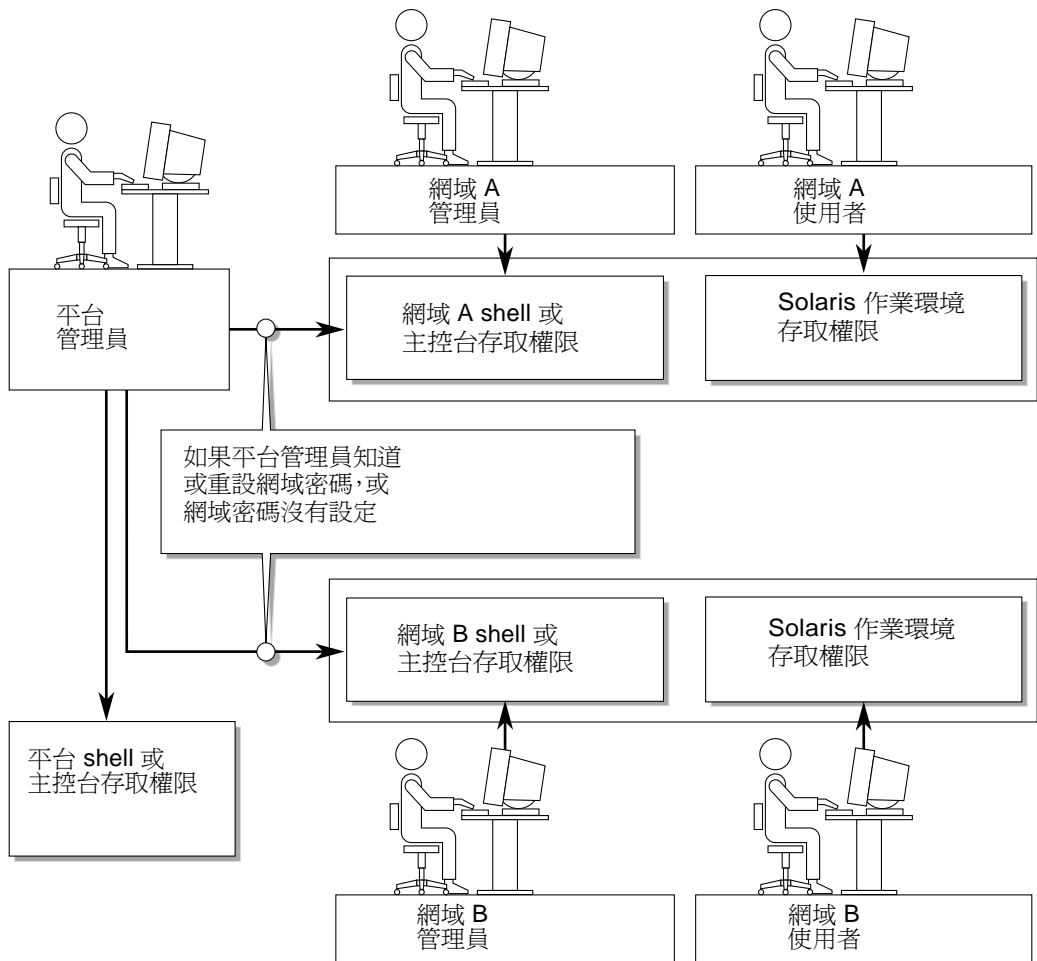 網域 A
管理員
網域 A
使用者
平台
管理員
網域 A shell 或
主控台存取權限
Solaris 作業環境
存取權限
如果平台管理員知道
或重設網域密碼，或
網域密碼沒有設定
網域 B shell 或
主控台存取權限
Solaris 作業環境
存取權限
平台 shell 或
主控台存取權限
網域 B
管理員
網域 B
使用者